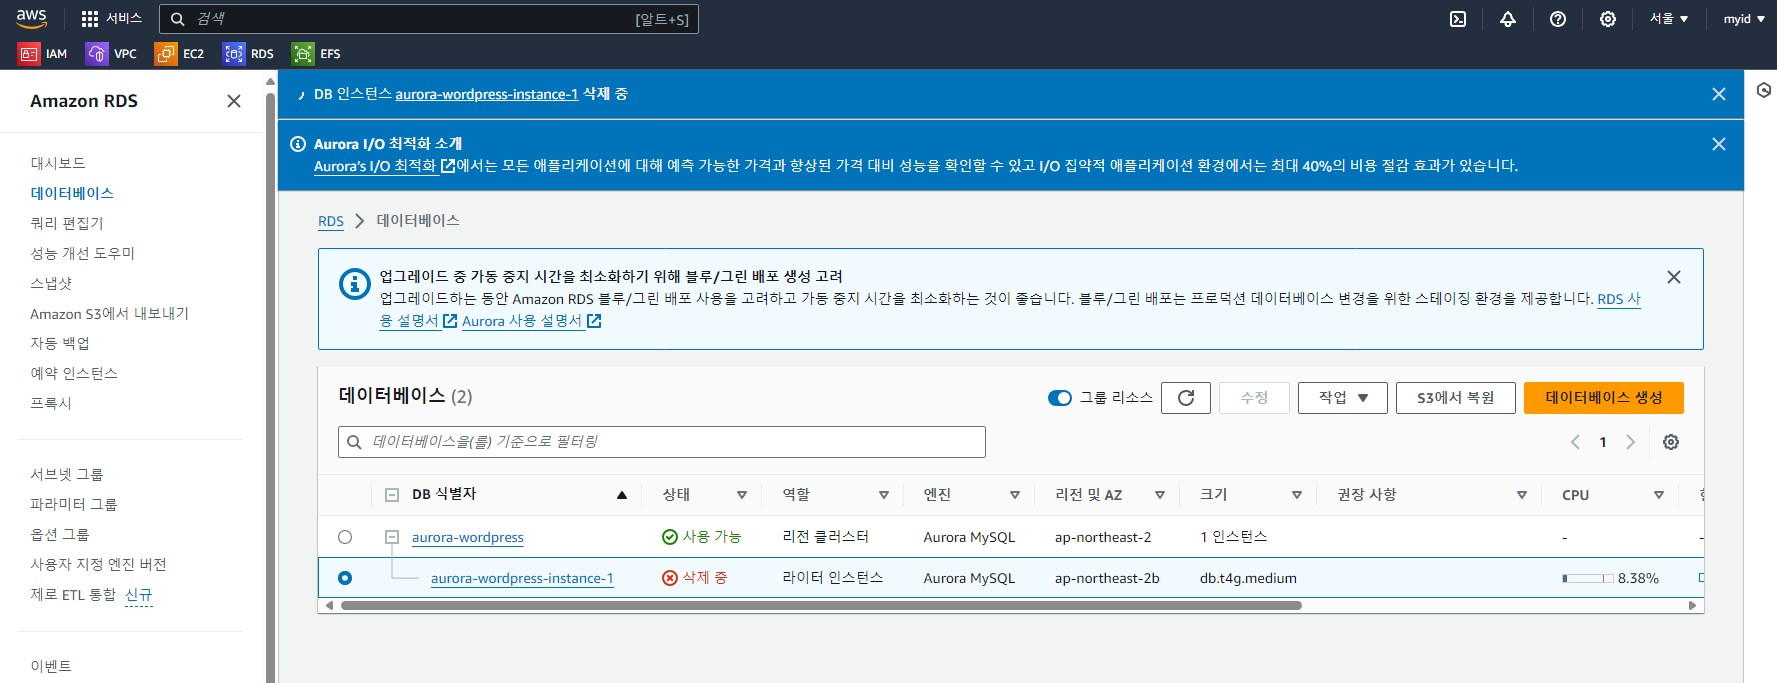 aws
서비스
검색
[알트+S]
서울 ▼
myid ▼
IAM
VPC
EC2
RDS
EFS
Amazon RDS
대시보드
데이터베이스
쿼리 편집기
성능 개선 도우미
스냅샷
Amazon S3에서 내보내기
자동 백업
예약 인스턴스
프록시
서브넷 그룹
파라미터 그룹
옵션 그룹
사용자 지정 엔진 버전
제로 ETL 통합 신규
이벤트
DB 인스턴스 aurora-wordpress-instance-1 삭제 중
Aurora I/O 최적화 소개
Aurora's I/O 최적화 에서는 모든 애플리케이션에 대해 예측 가능한 가격과 향상된 가격 대비 성능을 확인할 수 있고 I/O 집약적 애플리케이션 환경에서는 최대 40%의 비용 절감 효과가 있습니다.
RDS > 데이터베이스
업그레이드 중 가동 중지 시간을 최소화하기 위해 블루/그린 배포 생성 고려
업그레이드하는 동안 Amazon RDS 블루/그린 배포 사용을 고려하고 가동 중지 시간을 최소화하는 것이 좋습니다. 블루/그린 배포는 프로덕션 데이터베이스 변경을 위한 스테이징 환경을 제공합니다. RDS 사
용 설명서 Aurora 사용 설명서
데이터베이스 (2)
그룹 리소스
수정
작업 ▼
S3에서 복원
데이터베이스 생성
데이터베이스을(를) 기준으로 필터링
1
DB 식별자 상태 역할 엔진 리전 및 AZ 크기 권장 사항 CPU
aurora-wordpress 사용 가능 리전 클러스터 Aurora MySQL ap-northeast-2 1 인스턴스 - -
aurora-wordpress-instance-1 삭제 중 라이터 인스턴스 Aurora MySQL ap-northeast-2b db.t4g.medium 8.38%